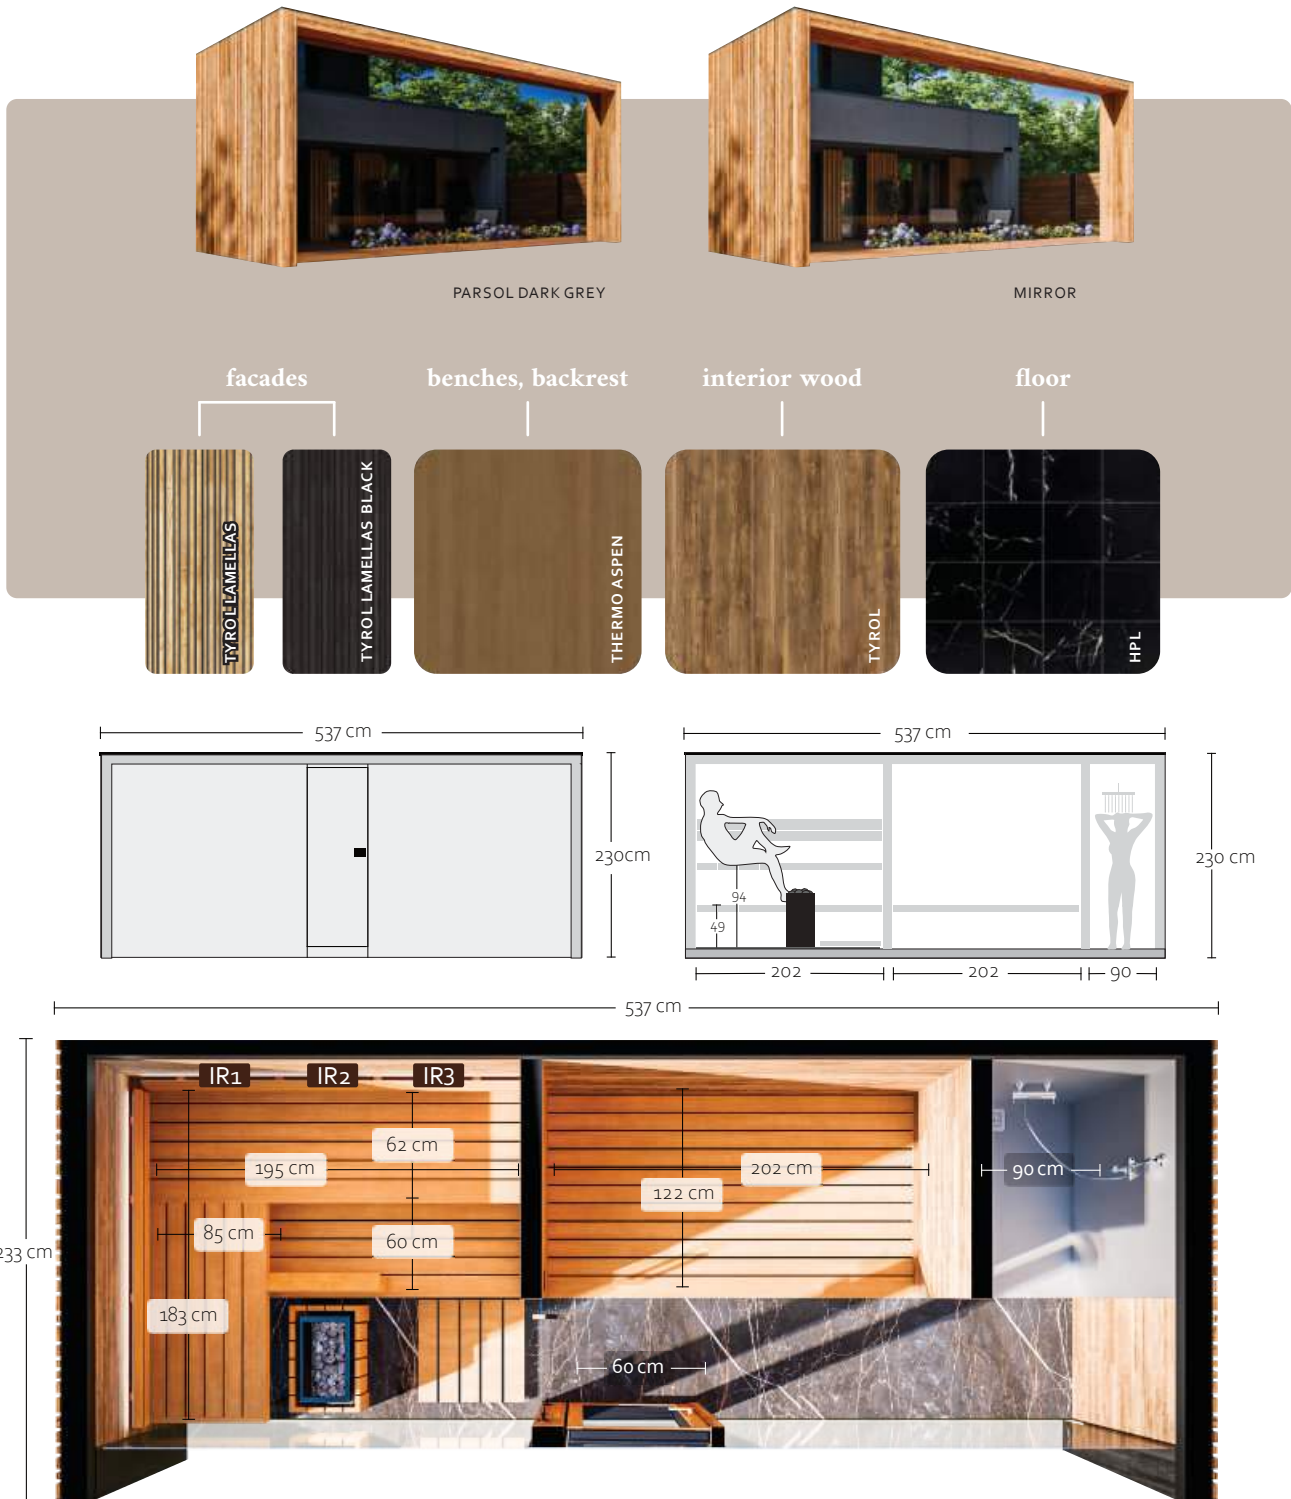 PARSOL DARK GREY
MIRROR
facades
benches, backrest
interior wood
floor
TYROL LAMELLAS
TYROL LAMELLAS BLACK
THERMO ASPEN
TYROL
HPL
537 cm
537 cm
230cm
230 cm
94
49
202
202
90
537 cm
IR1
IR2
IR3
62 cm
195 cm
202 cm
90 cm
122 cm
85 cm
60 cm
233 cm
183 cm
60 cm